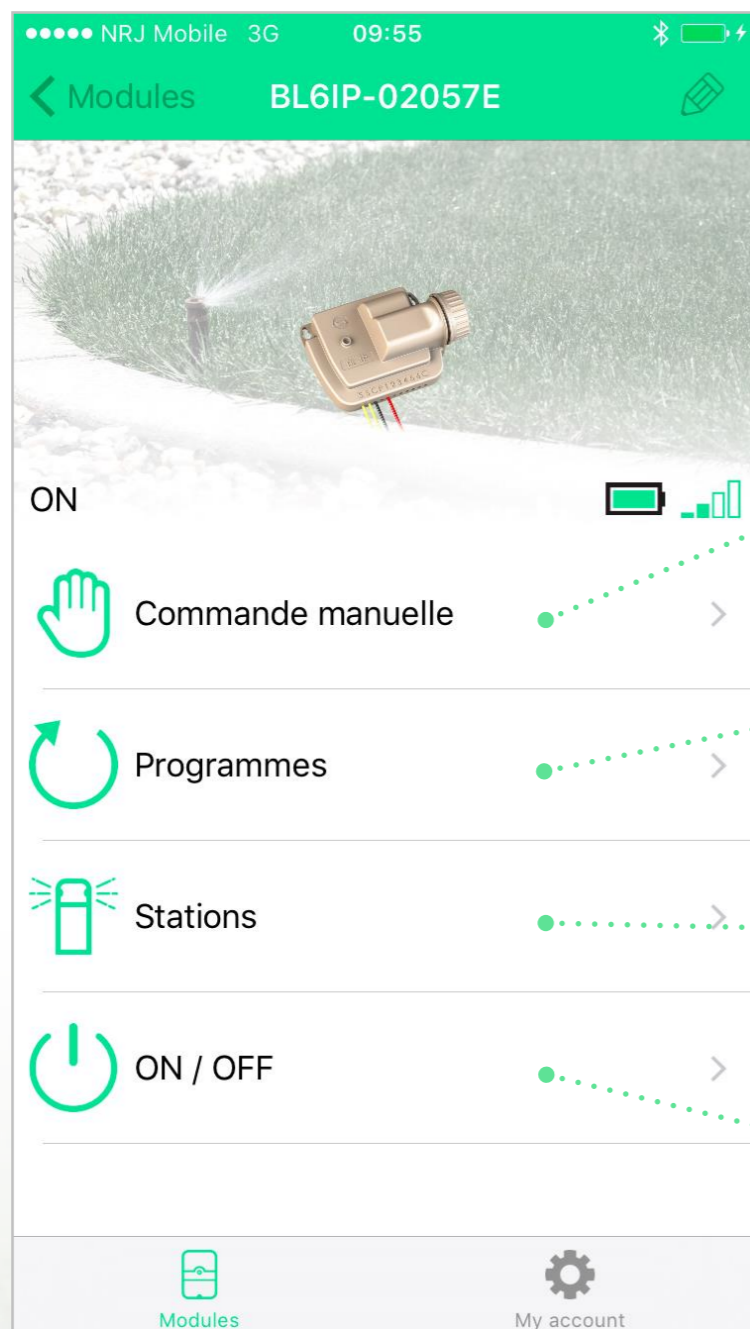 NRJ Mobile 3G 09:55
Modules BL6IP-02057E
ON
Commande manuelle
Programmes
Stations
ON / OFF
Modules My account